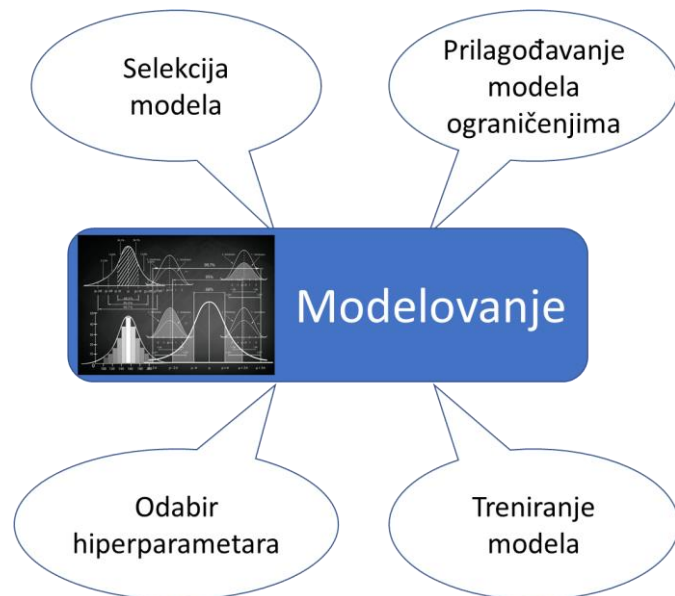 Selekcija
modela
Prilagođavanje
modela
ograničenjima
Modelovanje
Odabir
hiperparametara
Treniranje
modela